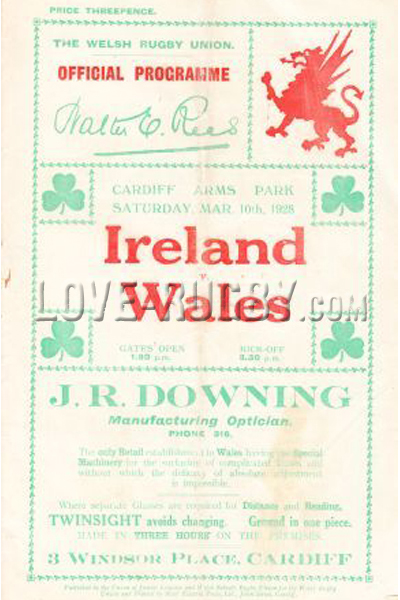 PRICE THREEPENCE.
THE WELSH RUGBY UNION.
OFFICIAL PROGRAMME
Walter E. Rees
CARDIFF ARMS PARK
SATURDAY, MAR. 10th, 1928
Ireland
v.
Wales
LOVE-RUGBY.com
GATES OPEN KICK-OFF
1.30 p.m. 3.30 p.m.
J. R. DOWNING
Manufacturing Optician.
PHONE 316.
The only Retail establishment in Wales having the Special
Machinery for the surfacing of complicated lenses and
without which the delicacy of absolute adjustment
is impossible.
Where separate Glasses are required for Distance and Reading,
TWINSIGHT avoids changing. Ground in one piece.
MADE IN THREE HOURS ON THE PREMISES.
3 WINDSOR PLACE, CARDIFF